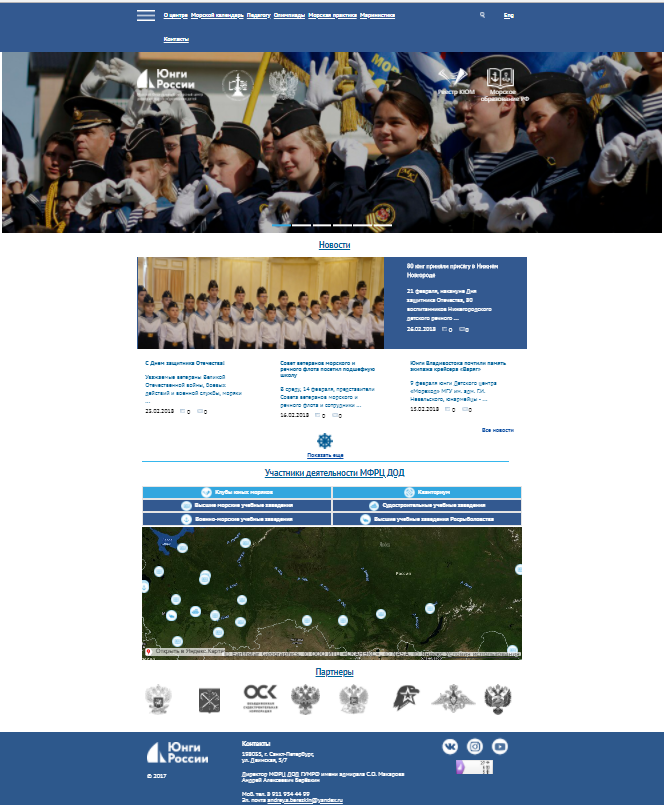 О центре Морской календарь Педагогу Олимпиады Морская практика Маринистика
Eng
Контакты
Юнги
России
Реестр КЮМ
Морское
образование РФ
Новости
80 юнг приняли присягу в Нижнем
Новгороде
21 февраля, накануне Дня
защитника Отечества, 80
воспитанников Нижегородского
детского речного ...
26.02.2018 0 0
С Днем защитника Отечества!
Уважаемые ветераны Великой
Отечественной войны, боевых
действий и военной службы, моряки
...
23.02.2018 0 0
Совет ветеранов морского и
речного флота посетил подшефную
школу
В среду, 14 февраля, представители
Совета ветеранов морского и
речного флота и сотрудники ...
16.02.2018 0 0
Юнги Владивостока почтили память
экипажа крейсера «Варяг»
9 февраля юнги Детского центра
«Мореход» МГУ им. адм. Г.И.
Невельского, юнармейцы - ...
13.02.2018 0 0
Все новости
Показать еще
Участники деятельности МФРЦ ДОД
Клубы юных моряков
Кванториум
Высшие морские учебные заведения
Судостроительные учебные заведения
Военно-морские учебные заведения
Высшие учебные заведения Росрыболовства
Россия
Открыть в Яндекс.Картах
Партнеры
ОСК
Юнги
России
© 2017
Контакты
198035, г. Санкт-Петербург,
ул. Двинская, 5/7
Директор МФРЦ ДОД ГУМРФ имени адмирала С.О. Макарова
Андрей Алексеевич Берёзкин
Моб. тел. 8 911 934 44 99
Эл. почта andreya.berezkin@yandex.ru